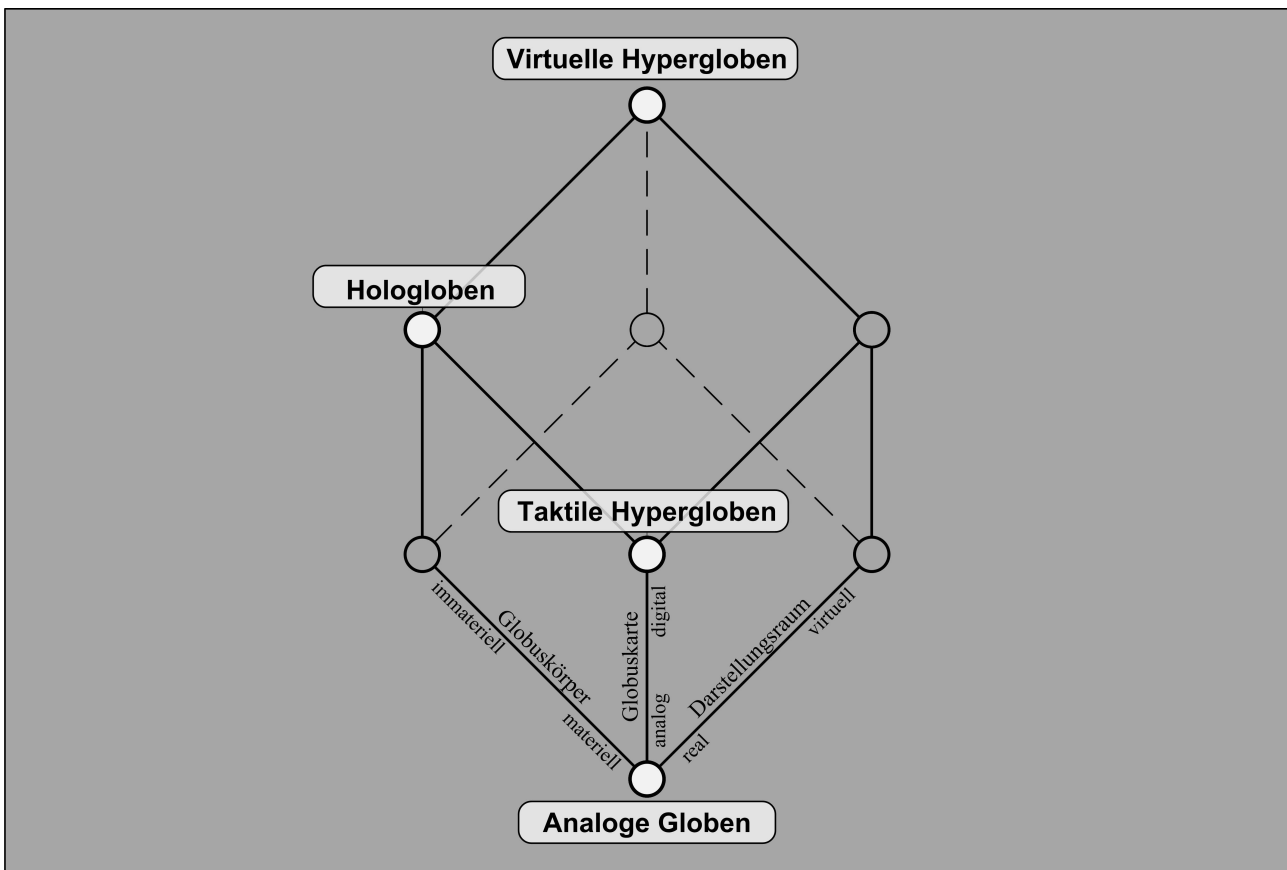 Virtuelle Hypergloben
Hologloben
Taktile Hypergloben
immateriell
Globuskörper
materiell
Globuskarte
digital
analog
Darstellungsraum
virtuell
real
Analoge Globen